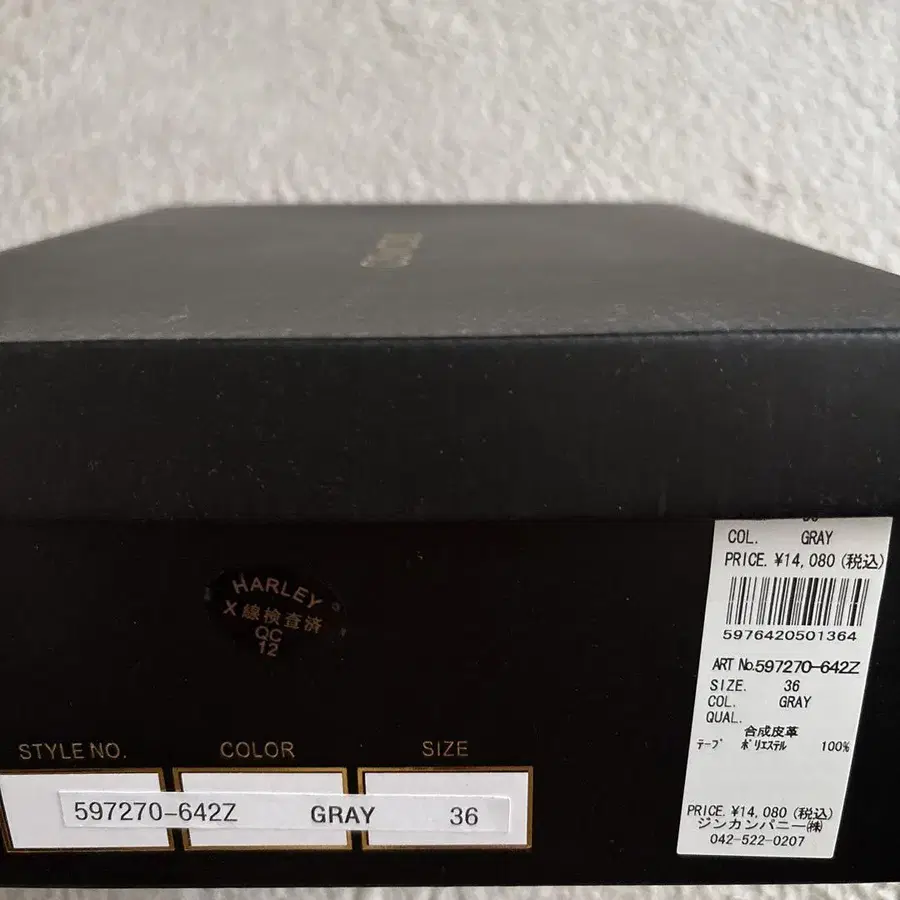 HARLEY
X線検査済
QC
12
STYLE NO. COLOR SIZE
597270-642Z GRAY 36
COL. GRAY
PRICE. ¥14,080 (税込)
5976420501364
ART No.597270-642Z
SIZE. 36
COL. GRAY
QUAL.
合成皮革
テープ ポリエステル 100%
PRICE. ¥14,080 (税込)
ジンカンパニー㈱
042-522-0207